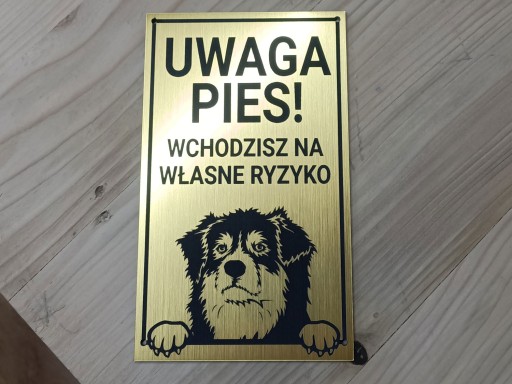 UWAGA
PIES!
WCHODZISZ NA
WŁASNE RYZYKO